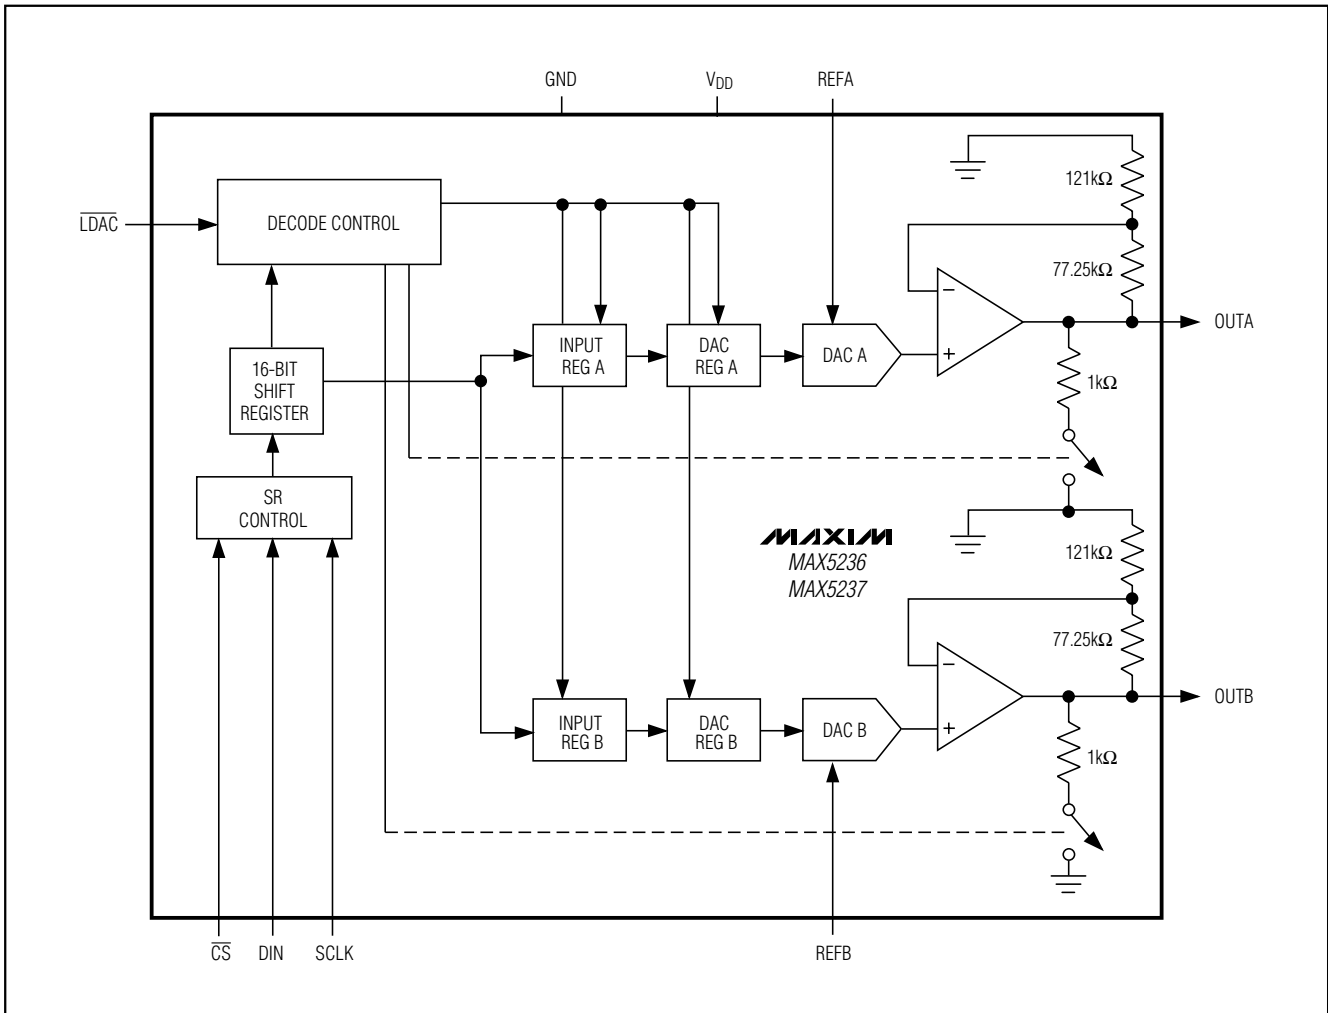 GND
VDD
REFA
121kΩ
LDAC
DECODE CONTROL
77.25kΩ
−
OUTA
INPUT
REG A
DAC
REG A
DAC A
+
16-BIT
SHIFT
REGISTER
1kΩ
SR
CONTROL
MAXIM
MAX5236
MAX5237
121kΩ
77.25kΩ
−
OUTB
INPUT
REG B
DAC
REG B
DAC B
+
1kΩ
CS
DIN
SCLK
REFB